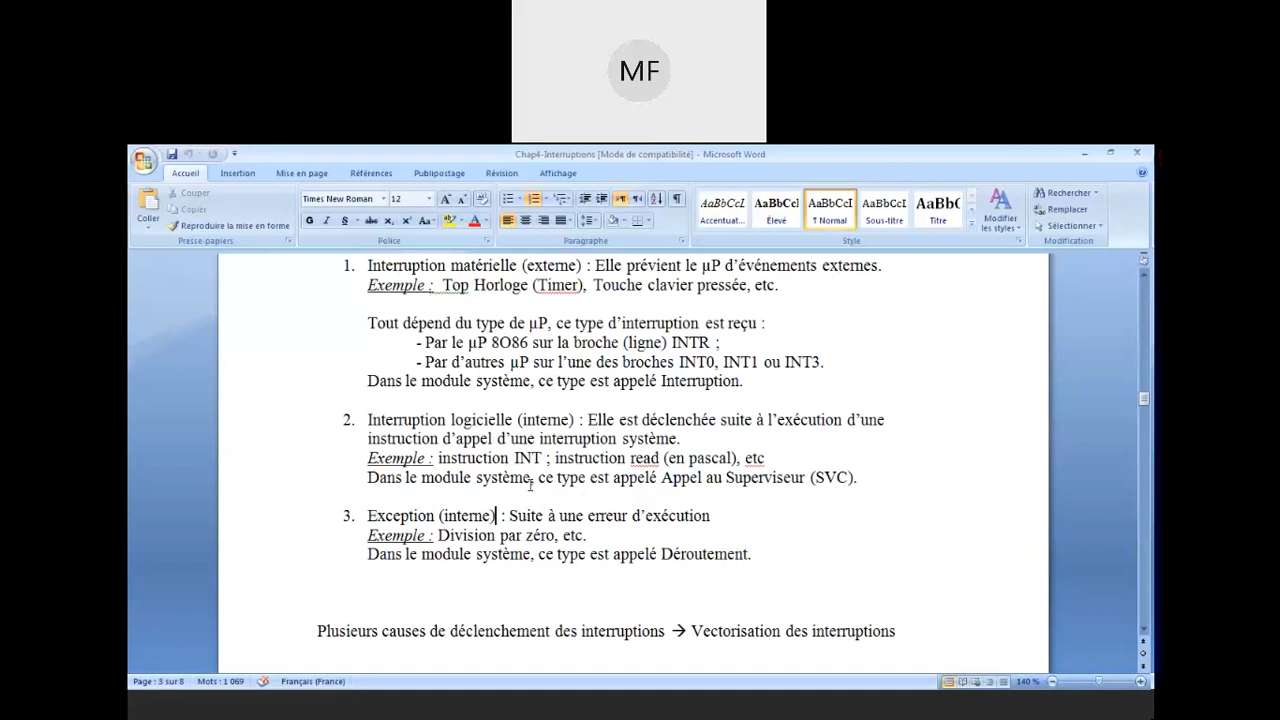 MF
Chap4-Interruptions [Mode de compatibilité] - Microsoft Word
Accueil Insertion Mise en page Références Publipostage Révision Affichage
Coller
Couper
Copier
Reproduire la mise en forme
Presse-papiers
Times New Roman 12
Police
Paragraphe
AaBbCcI AaBbCcI AaBbCcI AaBbCcI AaBbC
Accentuat... Élevé ¶ Normal Sous-titre Titre
Modifier les styles
Style
Rechercher
Remplacer
Sélectionner
Modification
1. Interruption matérielle (externe) : Elle prévient le µP d’événements externes.
Exemple : Top Horloge (Timer), Touche clavier pressée, etc.
Tout dépend du type de µP, ce type d’interruption est reçu :
- Par le µP 8O86 sur la broche (ligne) INTR ;
- Par d’autres µP sur l’une des broches INT0, INT1 ou INT3.
Dans le module système, ce type est appelé Interruption.
2. Interruption logicielle (interne) : Elle est déclenchée suite à l’exécution d’une
instruction d’appel d’une interruption système.
Exemple : instruction INT ; instruction read (en pascal), etc
Dans le module système, ce type est appelé Appel au Superviseur (SVC).
3. Exception (interne) : Suite à une erreur d’exécution
Exemple : Division par zéro, etc.
Dans le module système, ce type est appelé Déroutement.
Plusieurs causes de déclenchement des interruptions → Vectorisation des interruptions
Page : 3 sur 8 Mots : 1 069 Français (France) 140 %